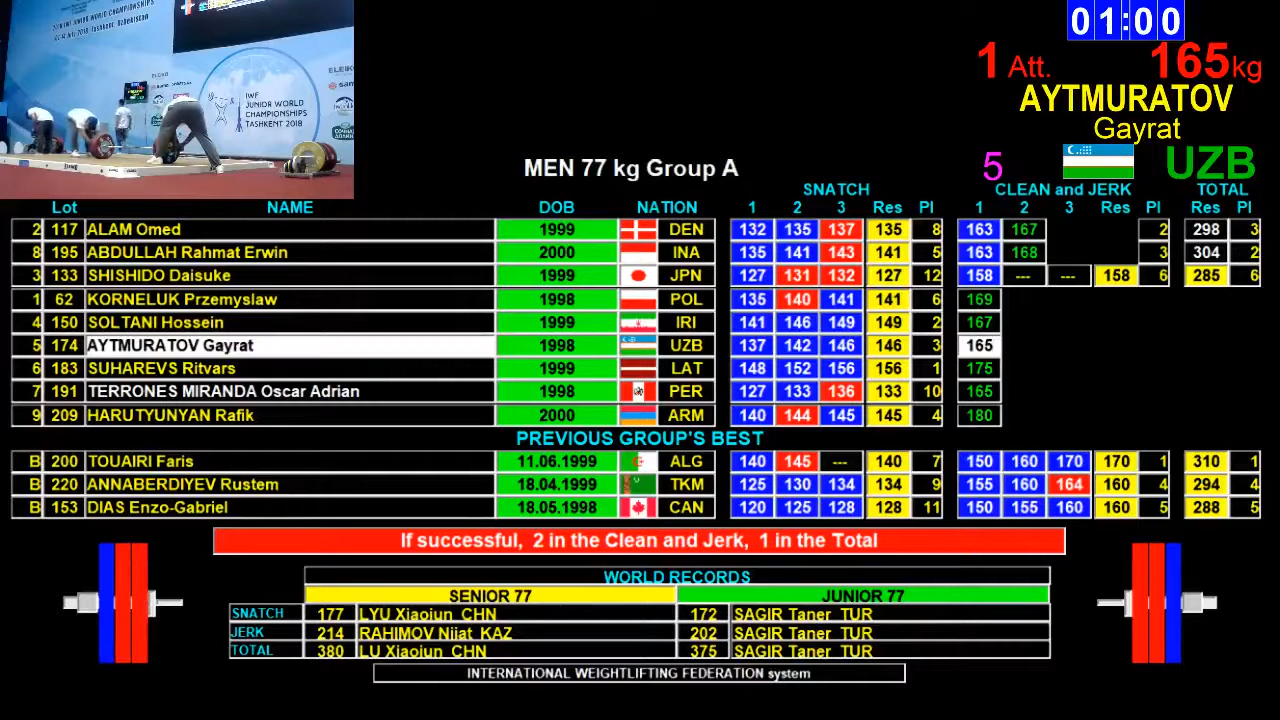 2018 IWF JUNIOR WORLD CHAMPIONSHIPS
ELEIKO
IWF
JUNIOR WORLD
CHAMPIONSHIPS
TASHKENT 2018
01:00
1 Att. 165kg
AYTMURATOV
Gayrat
5 UZB
MEN 77 kg Group A
SNATCH CLEAN and JERK TOTAL
Lot NAME DOB NATION 1 2 3 Res Pl 1 2 3 Res Pl Res Pl
2 117 ALAM Omed 1999 DEN 132 135 137 135 8 163 167 2 298 3
8 195 ABDULLAH Rahmat Erwin 2000 INA 135 141 143 141 5 163 168 3 304 2
3 133 SHISHIDO Daisuke 1999 JPN 127 131 132 127 12 158 --- --- 158 6 285 6
1 62 KORNELUK Przemyslaw 1998 POL 135 140 141 141 6 169
4 150 SOLTANI Hossein 1999 IRI 141 146 149 149 2 167
5 174 AYTMURATOV Gayrat 1998 UZB 137 142 146 146 3 165
6 183 SUHAREVS Ritvars 1999 LAT 148 152 156 156 1 175
7 191 TERRONES MIRANDA Oscar Adrian 1998 PER 127 133 136 133 10 165
9 209 HARUTYUNYAN Rafik 2000 ARM 140 144 145 145 4 180
PREVIOUS GROUP'S BEST
B 200 TOUAIRI Faris 11.06.1999 ALG 140 145 --- 140 7 150 160 170 170 1 310 1
B 220 ANNABERDIYEV Rustem 18.04.1999 TKM 125 130 134 134 9 155 160 164 160 4 294 4
B 153 DIAS Enzo-Gabriel 18.05.1998 CAN 120 125 128 128 11 150 155 160 160 5 288 5
If successful, 2 in the Clean and Jerk, 1 in the Total
WORLD RECORDS
SENIOR 77 JUNIOR 77
SNATCH 177 LYU Xiaojun CHN 172 SAGIR Taner TUR
JERK 214 RAHIMOV Nijat KAZ 202 SAGIR Taner TUR
TOTAL 380 LU Xiaojun CHN 375 SAGIR Taner TUR
INTERNATIONAL WEIGHTLIFTING FEDERATION system